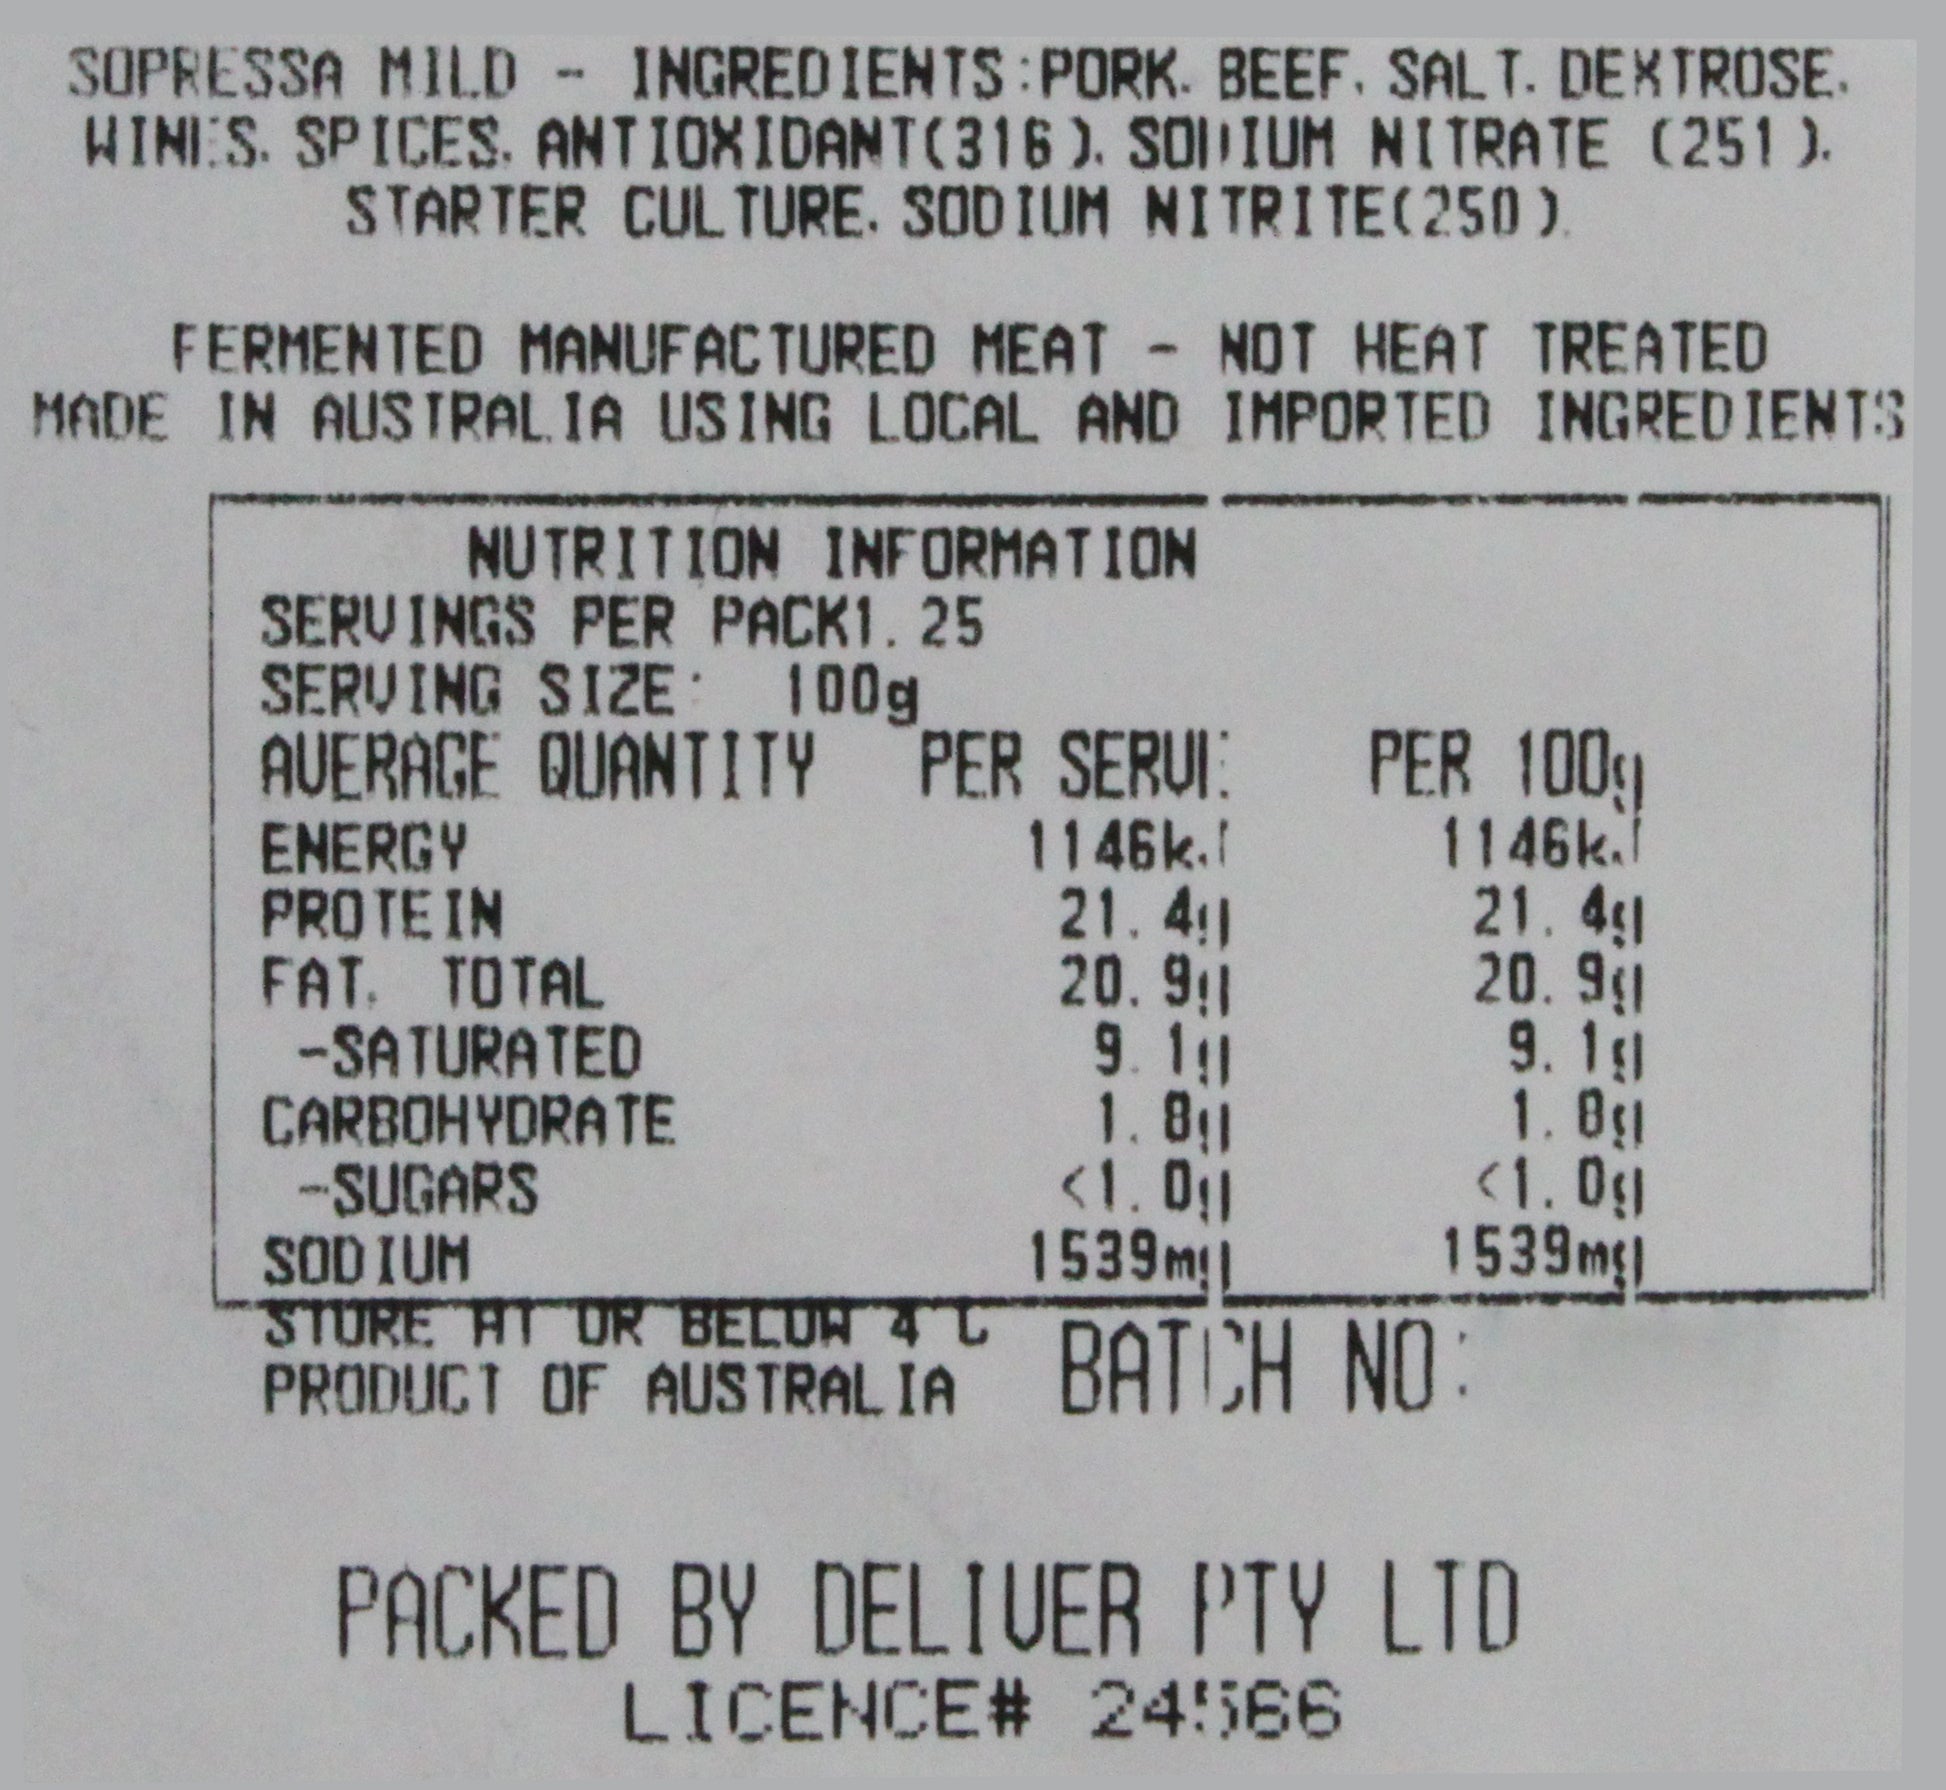 SOPRESSA MILD - INGREDIENTS:PORK, BEEF, SALT, DEXTROSE,
WINES, SPICES, ANTIOXIDANT(316), SODIUM NITRATE (251),
STARTER CULTURE, SODIUM NITRITE(250).
FERMENTED MANUFACTURED MEAT - NOT HEAT TREATED
MADE IN AUSTRALIA USING LOCAL AND IMPORTED INGREDIENTS
NUTRITION INFORMATION
SERVINGS PER PACK1.25
SERVING SIZE: 100g
AVERAGE QUANTITY PER SERVI PER 100g
ENERGY 1146kJ 1146kJ
PROTEIN 21.4g 21.4g
FAT, TOTAL 20.9g 20.9g
-SATURATED 9.1g 9.1g
CARBOHYDRATE 1.8g 1.8g
-SUGARS <1.0g <1.0g
SODIUM 1539mg 1539mg
STORE AT OR BELOW 4 C
PRODUCT OF AUSTRALIA BATCH NO:
PACKED BY DELIVER PTY LTD
LICENCE# 24566